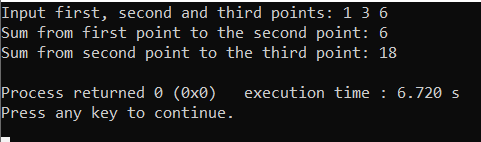 Input first, second and third points: 1 3 6
Sum from first point to the second point: 6
Sum from second point to the third point: 18
Process returned 0 (0x0)   execution time : 6.720 s
Press any key to continue.